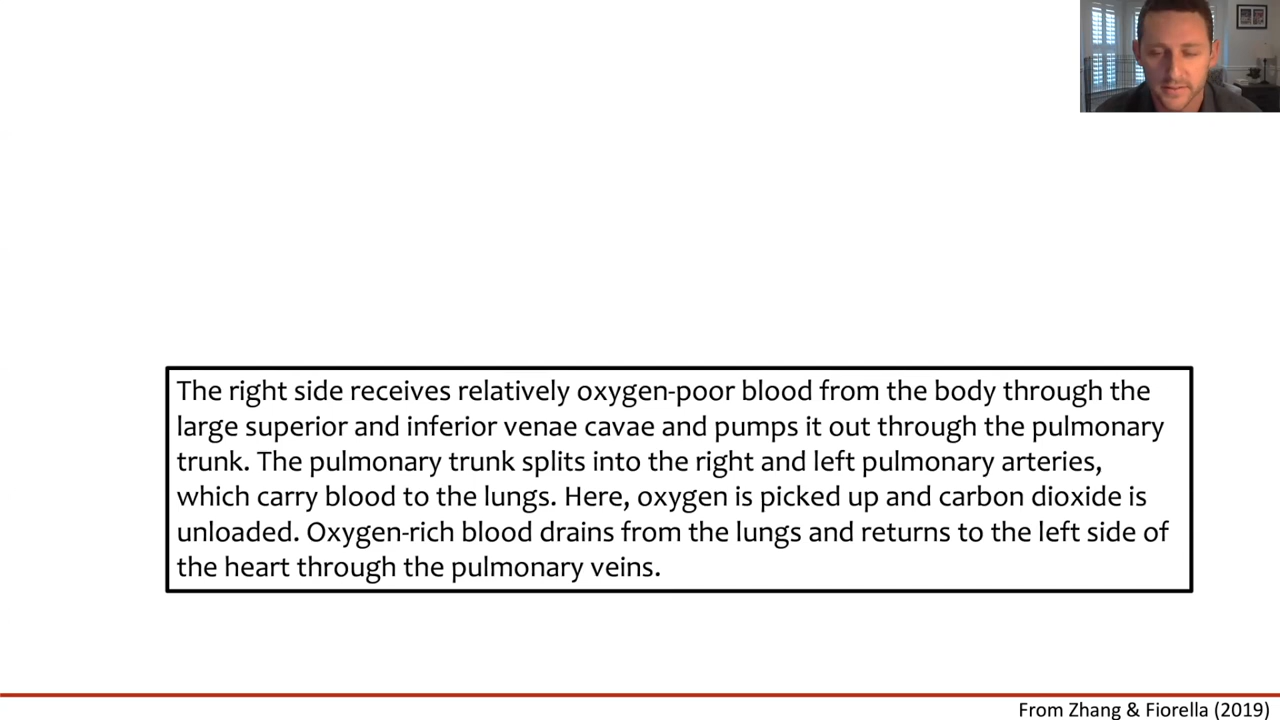 The right side receives relatively oxygen-poor blood from the body through the
large superior and inferior venae cavae and pumps it out through the pulmonary
trunk. The pulmonary trunk splits into the right and left pulmonary arteries,
which carry blood to the lungs. Here, oxygen is picked up and carbon dioxide is
unloaded. Oxygen-rich blood drains from the lungs and returns to the left side of
the heart through the pulmonary veins.
From Zhang & Fiorella (2019)